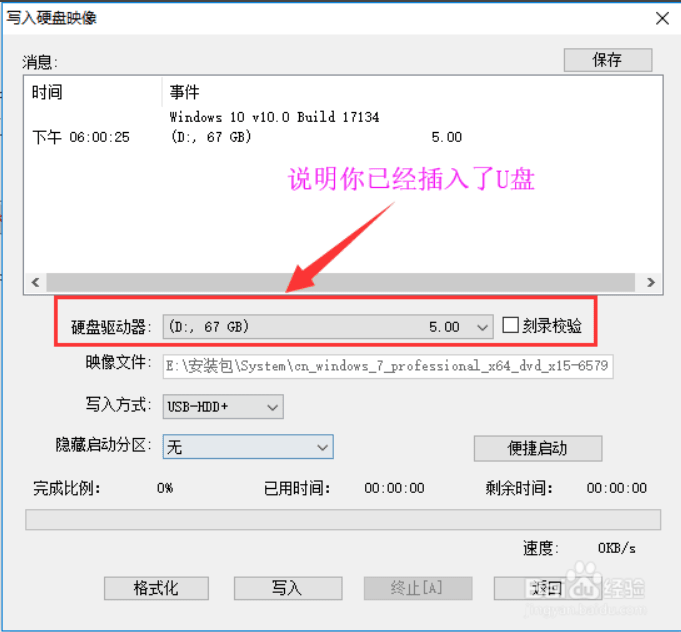 写入硬盘映像
消息:
保存
时间 事件
Windows 10 v10.0 Build 17134
下午 06:00:25 (D:, 67 GB) 5.00
说明你已经插入了U盘
硬盘驱动器: (D:, 67 GB) 5.00 刻录校验
映像文件: E:\安装包\System\cn_windows_7_professional_x64_dvd_x15-6579
写入方式: USB-HDD+
隐藏启动分区: 无 便捷启动
完成比例: 0% 已用时间: 00:00:00 剩余时间: 00:00:00
速度: 0KB/s
格式化 写入 终止[A] 返回
Baidu经验
jingyan.baidu.com